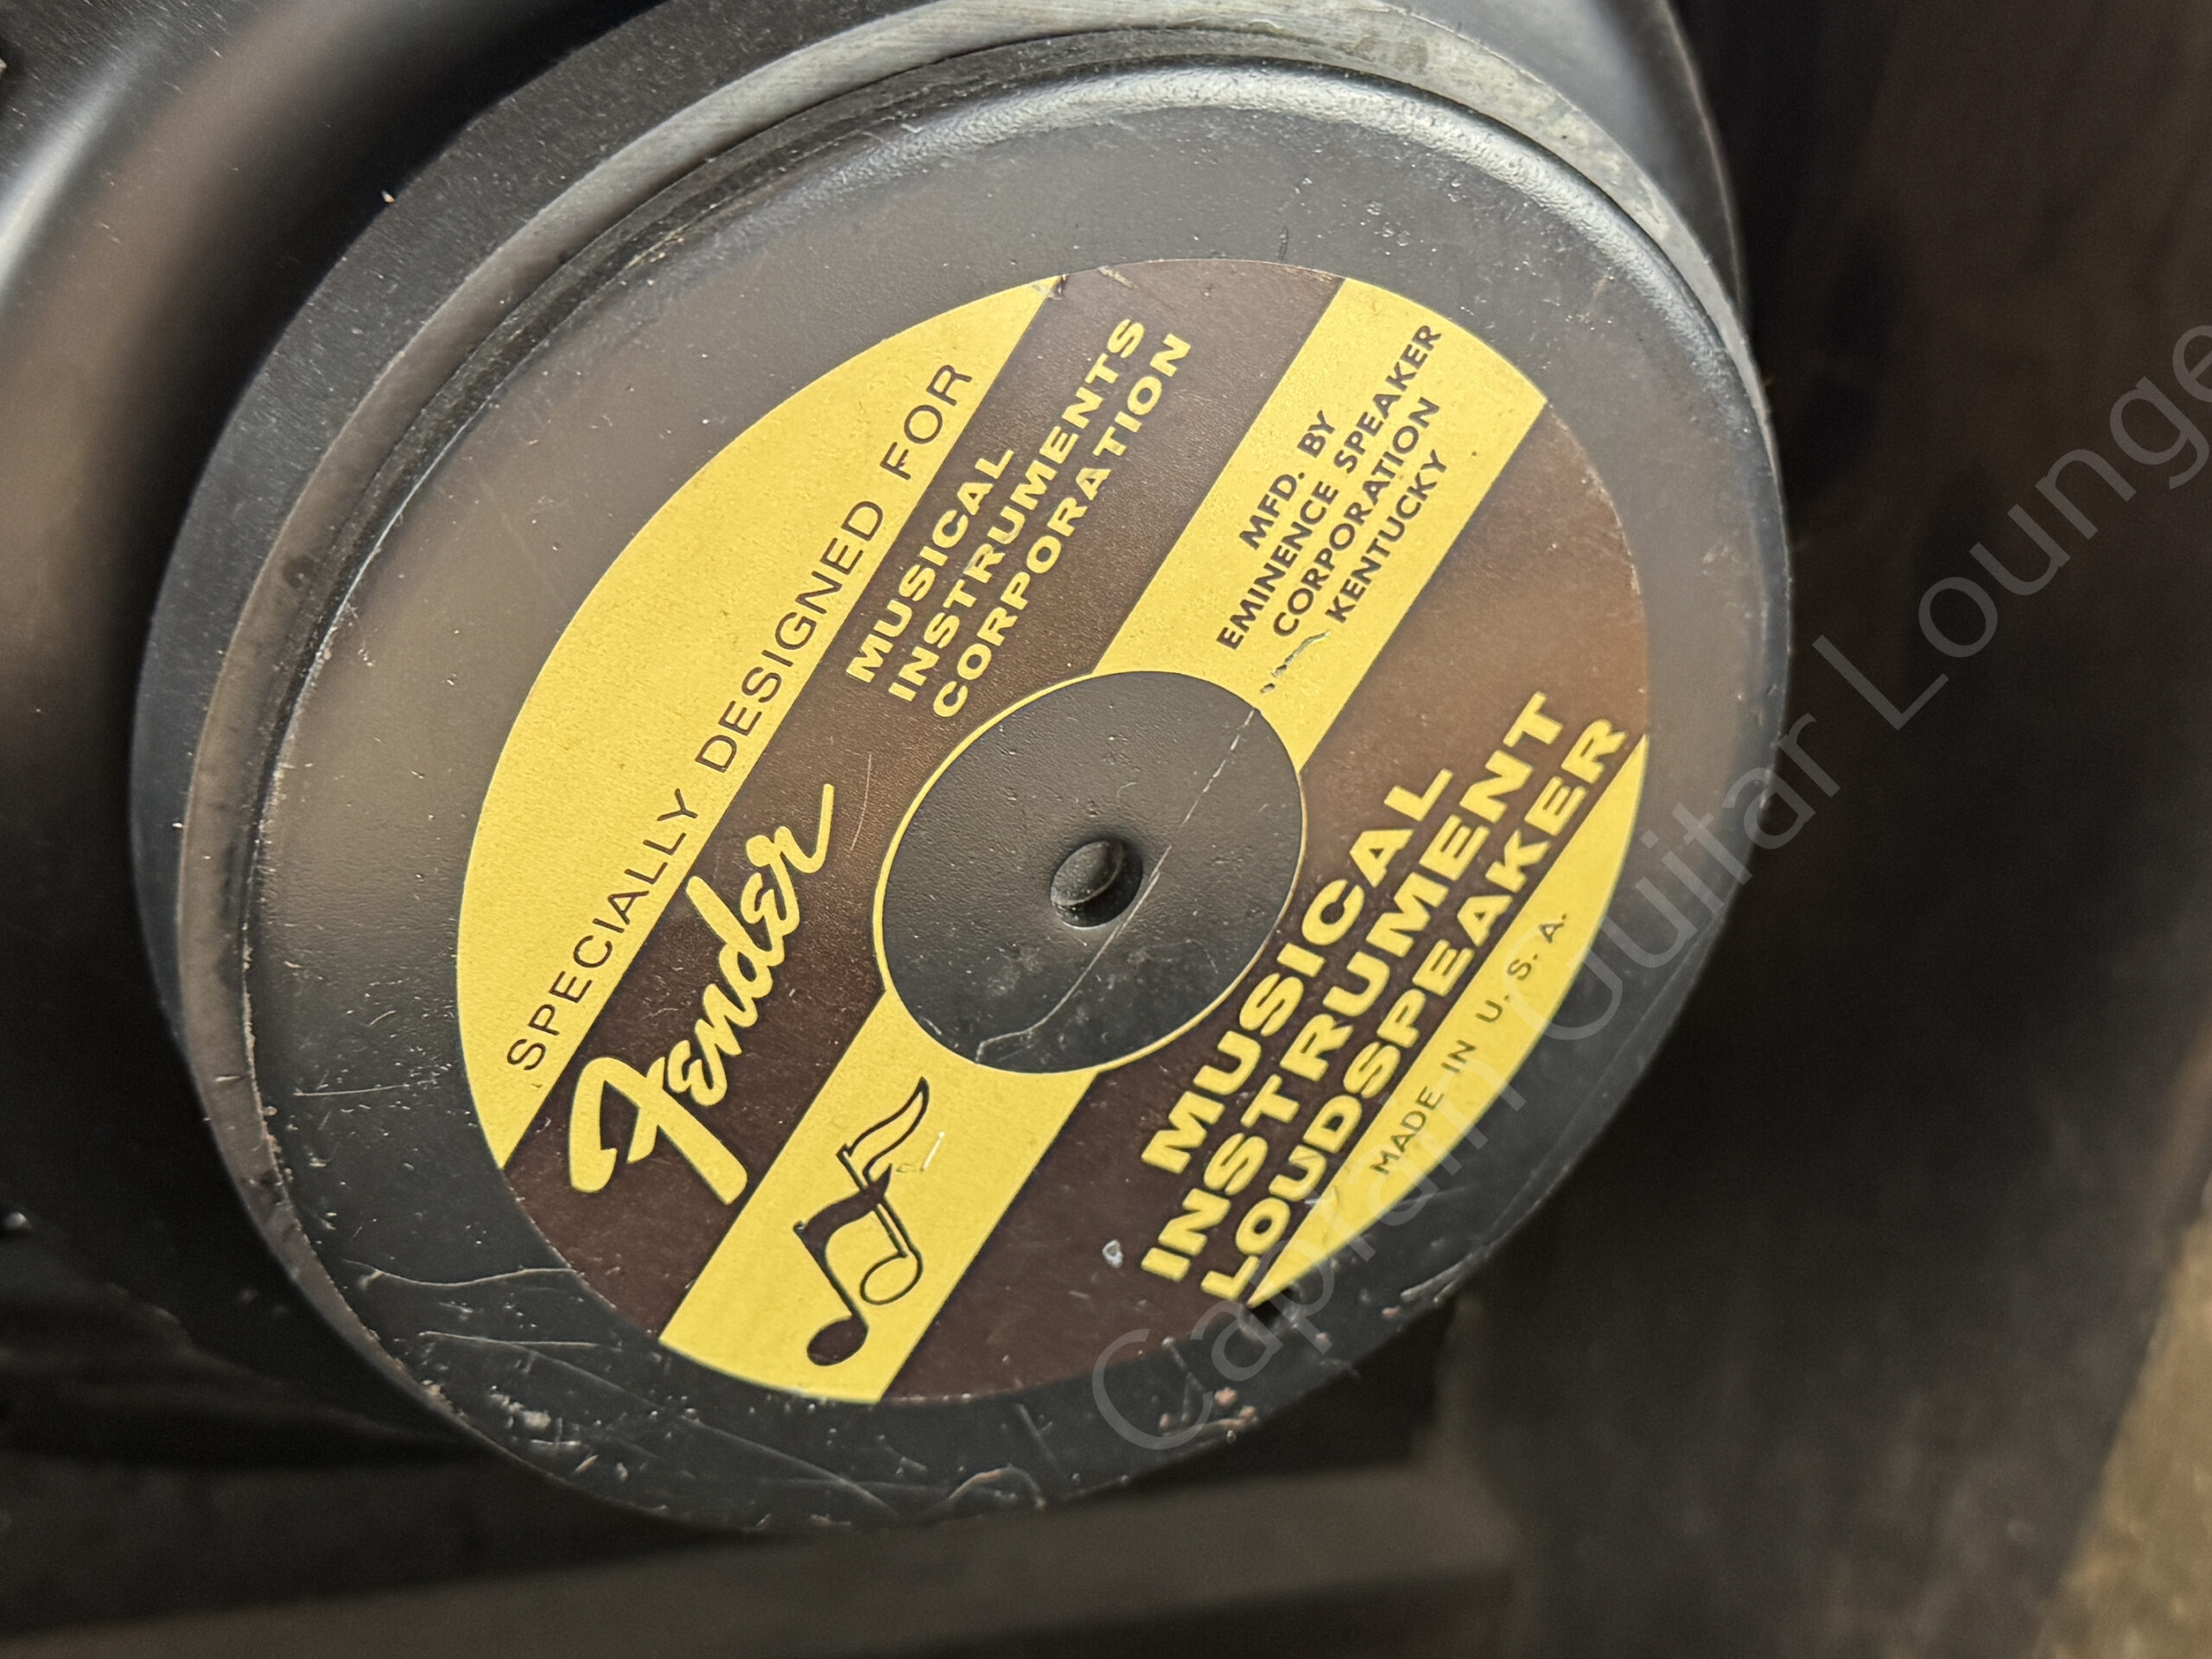 SPECIALLY DESIGNED FOR
Fender
MUSICAL
INSTRUMENTS
CORPORATION
MFD. BY
EMINENCE SPEAKER
CORPORATION
KENTUCKY
MUSICAL
INSTRUMENT
LOUDSPEAKER
MADE IN U.S.A.
Captain Guitar Lounge